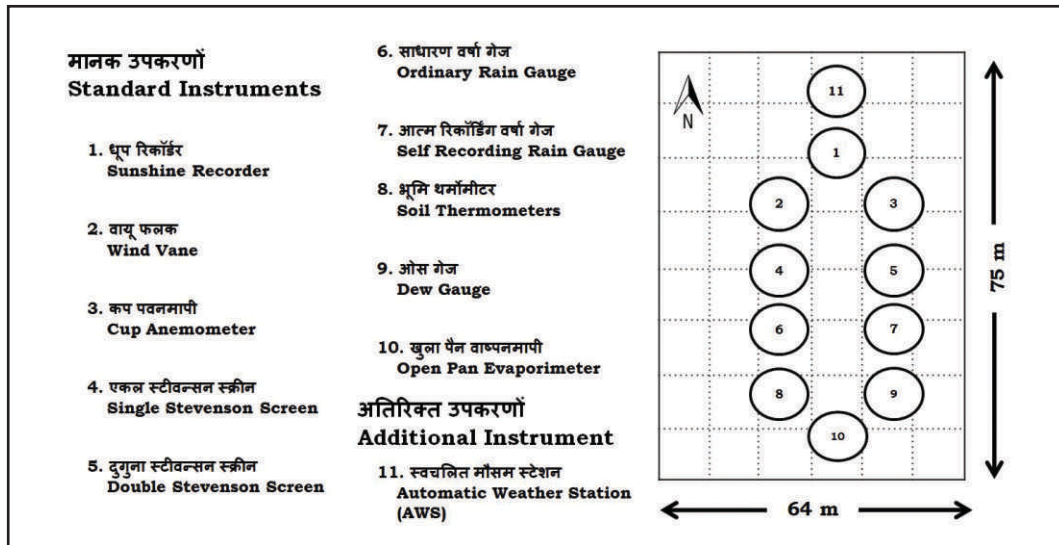 मानक उपकरणों
Standard Instruments
1. धूप रिकॉर्डर
Sunshine Recorder
2. वायू फलक
Wind Vane
3. कप पवनमापी
Cup Anemometer
4. एकल स्टीवन्सन स्क्रीन
Single Stevenson Screen
5. दुगुना स्टीवन्सन स्क्रीन
Double Stevenson Screen
6. साधारण वर्षा गेज
Ordinary Rain Gauge
7. आत्म रिकॉर्डिंग वर्षा गेज
Self Recording Rain Gauge
8. भूमि थर्मोमीटर
Soil Thermometers
9. ओस गेज
Dew Gauge
10. खुला पैन वाष्पनमापी
Open Pan Evaporimeter
अतिरिक्त उपकरणों
Additional Instrument
11. स्वचलित मौसम स्टेशन
Automatic Weather Station
(AWS)
N
11
1
2 3
4 5
6 7
8 9
10
75 m
64 m